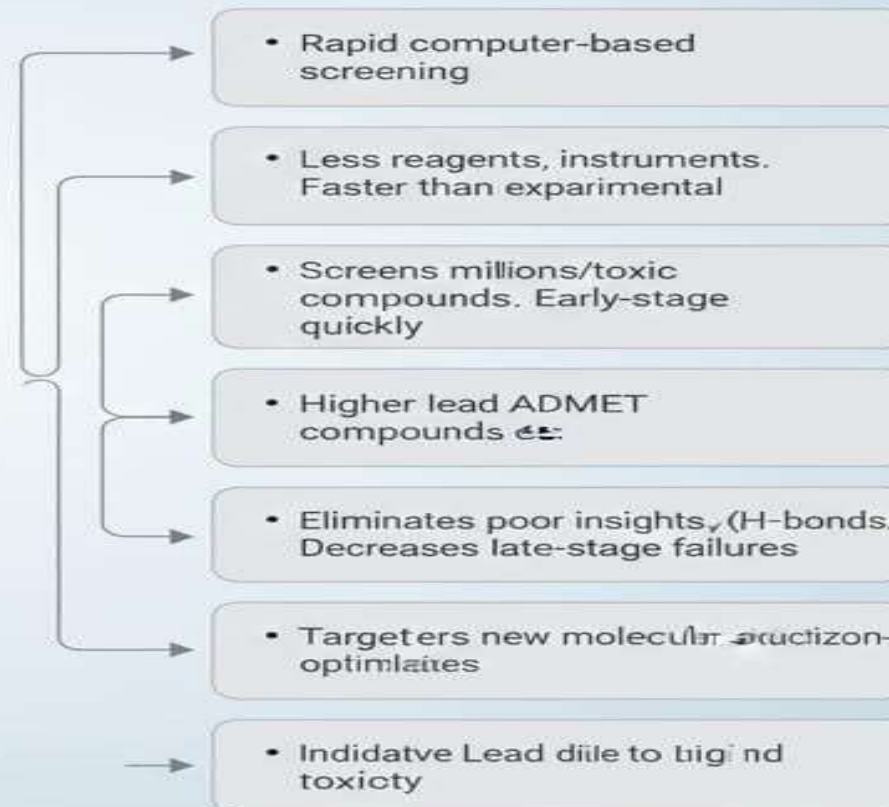 • Rapid computer-based
screening
• Less reagents, instruments.
Faster than exparimental
• Screens millions/toxic
compounds. Early-stage
quickly
• Higher lead ADMET
compounds
• Eliminates poor insights, (H-bonds,
Decreases late-stage failures
• Targeters new molecular
• Indidatve Lead to
toxicty